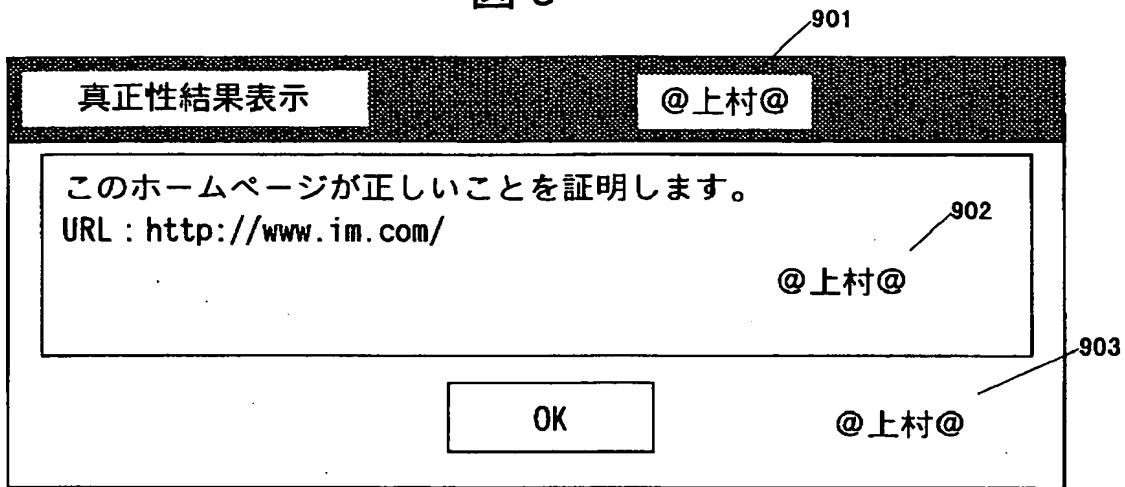 901
真正性結果表示 @上村@
このホームページが正しいことを証明します。
URL:http://www.im.com/
902
@上村@
903
OK @上村@